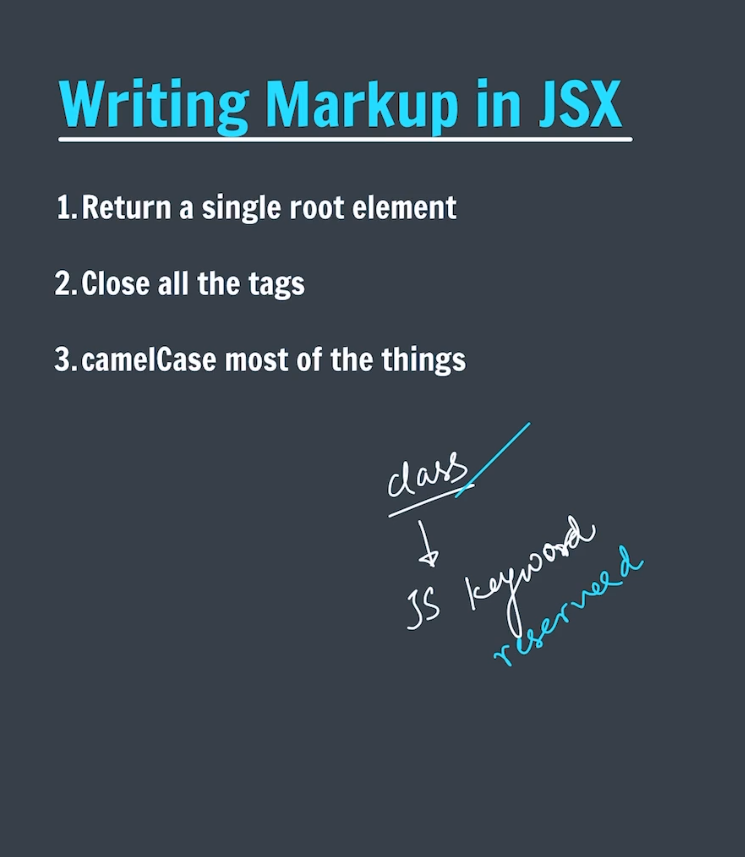 Writing Markup in JSX
1. Return a single root element
2. Close all the tags
3. camelCase most of the things
class
JS keyword
reserveed